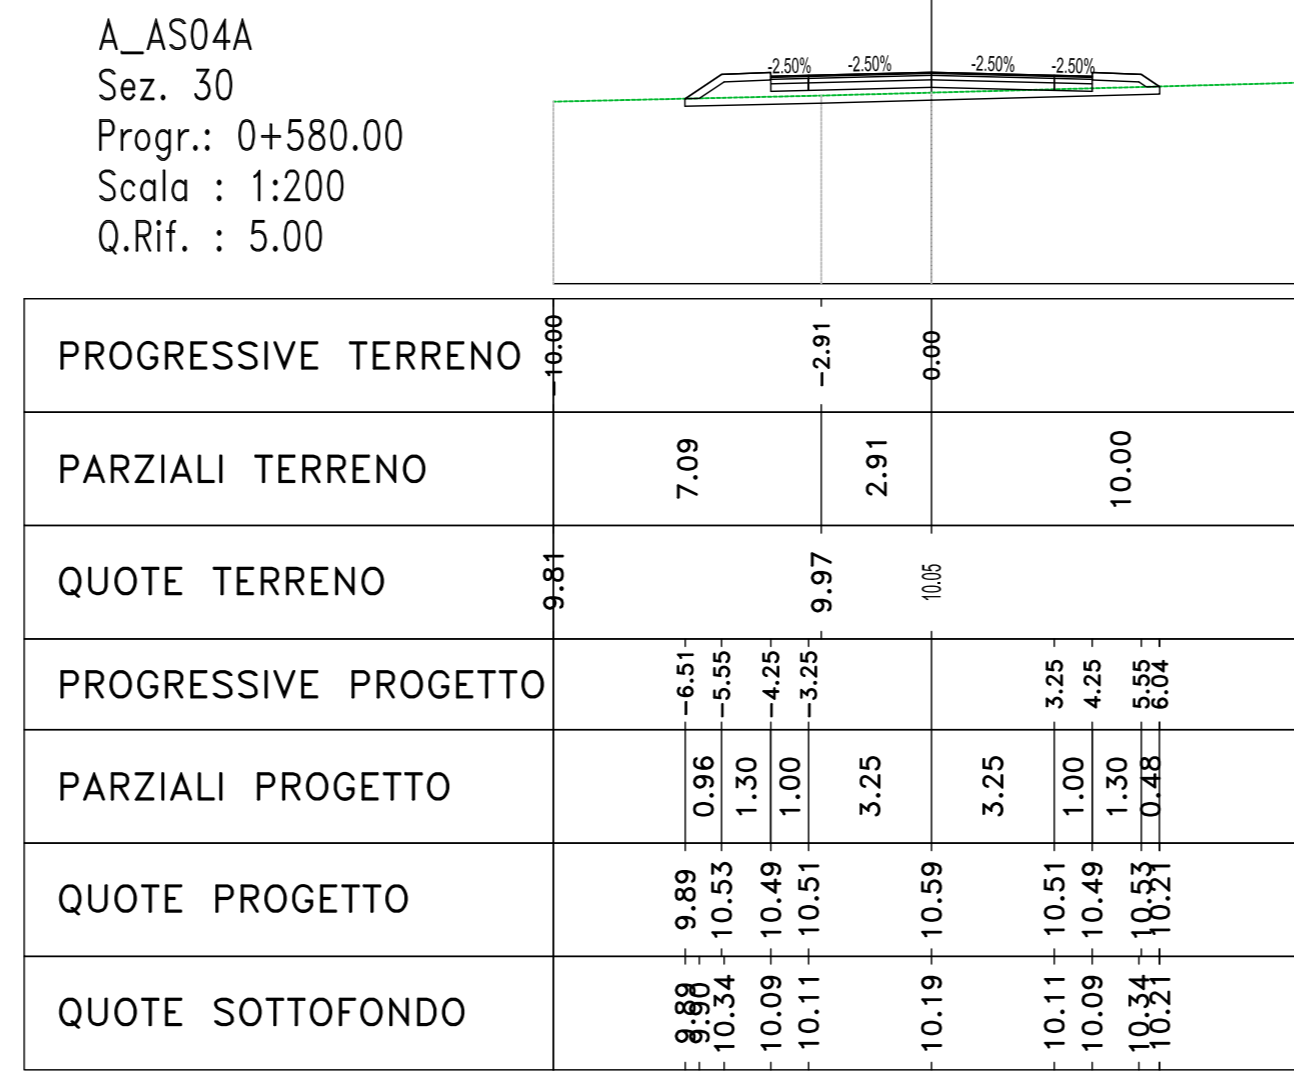 A_AS04A
Sez. 30
Progr.: 0+580.00
Scala : 1:200
Q.Rif. : 5.00
-2.50% -2.50% -2.50% -2.50%
PROGRESSIVE TERRENO -10.00 -2.91 0.00
PARZIALI TERRENO 7.09 2.91 10.00
QUOTE TERRENO 9.81 9.97 10.05
PROGRESSIVE PROGETTO -6.51 -5.55 -4.25 -3.25 3.25 4.25 5.55 6.04
PARZIALI PROGETTO 0.96 1.30 1.00 3.25 3.25 1.00 1.30 0.48
QUOTE PROGETTO 9.89 10.53 10.49 10.51 10.59 10.51 10.49 10.53 10.21
QUOTE SOTTOFONDO 9.89 9.90 10.34 10.09 10.11 10.19 10.11 10.09 10.34 10.21